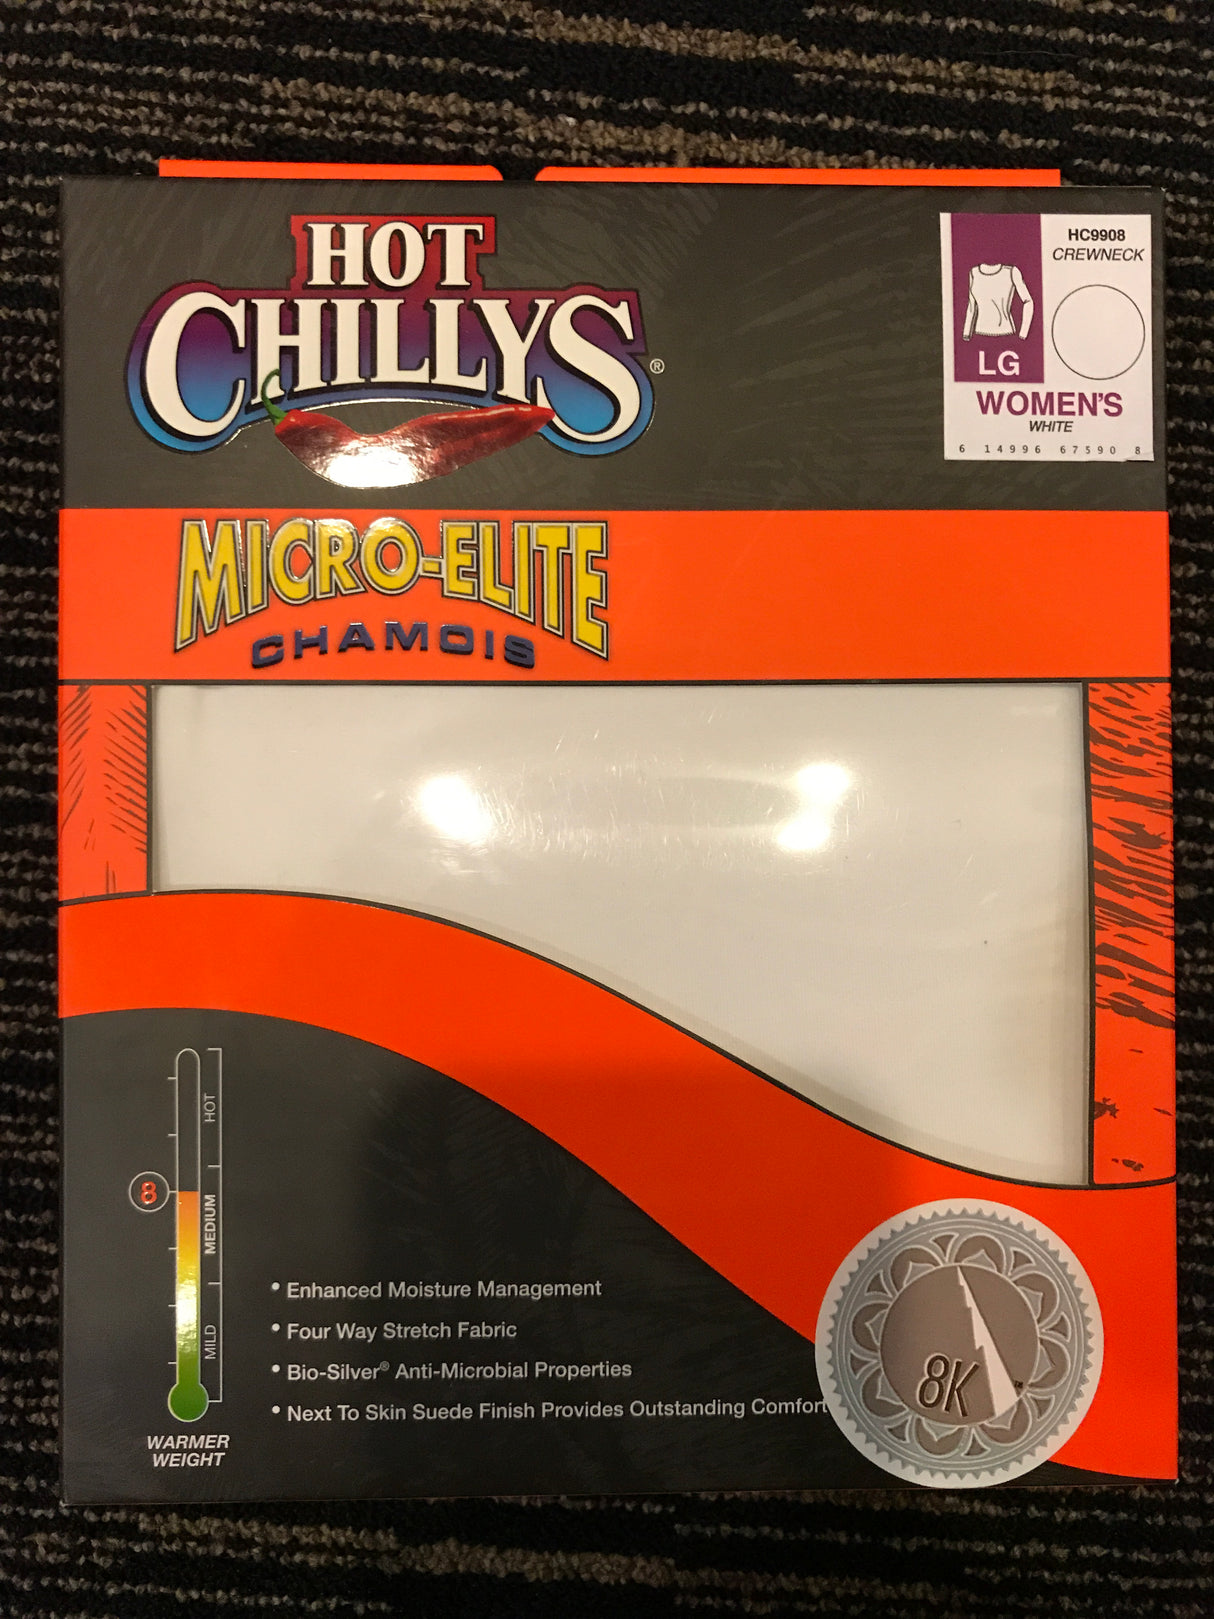 HOT
CHILLYS®
HC9908
CREWNECK
LG
WOMEN'S
WHITE
6 14996 67590 8
MICRO-ELITE
CHAMOIS
HOT
8
MEDIUM
MILD
WARMER
WEIGHT
• Enhanced Moisture Management
• Four Way Stretch Fabric
• Bio-Silver® Anti-Microbial Properties
• Next To Skin Suede Finish Provides Outstanding Comfort
8K™